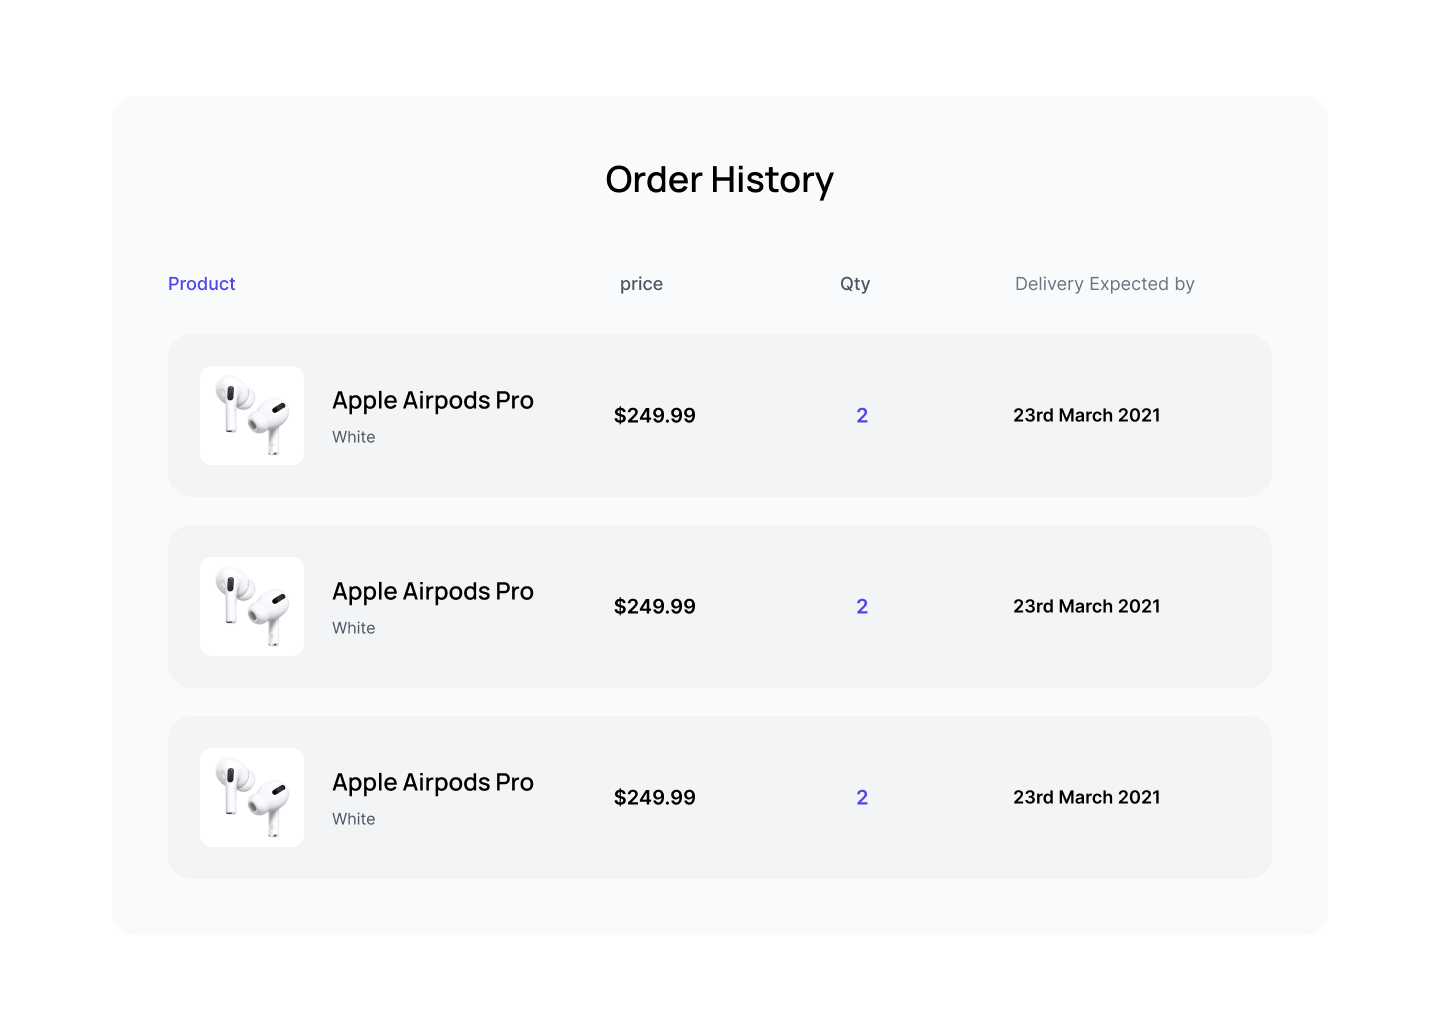 Order History
Product price Qty Delivery Expected by
Apple Airpods Pro
White
$249.99 2 23rd March 2021
Apple Airpods Pro
White
$249.99 2 23rd March 2021
Apple Airpods Pro
White
$249.99 2 23rd March 2021